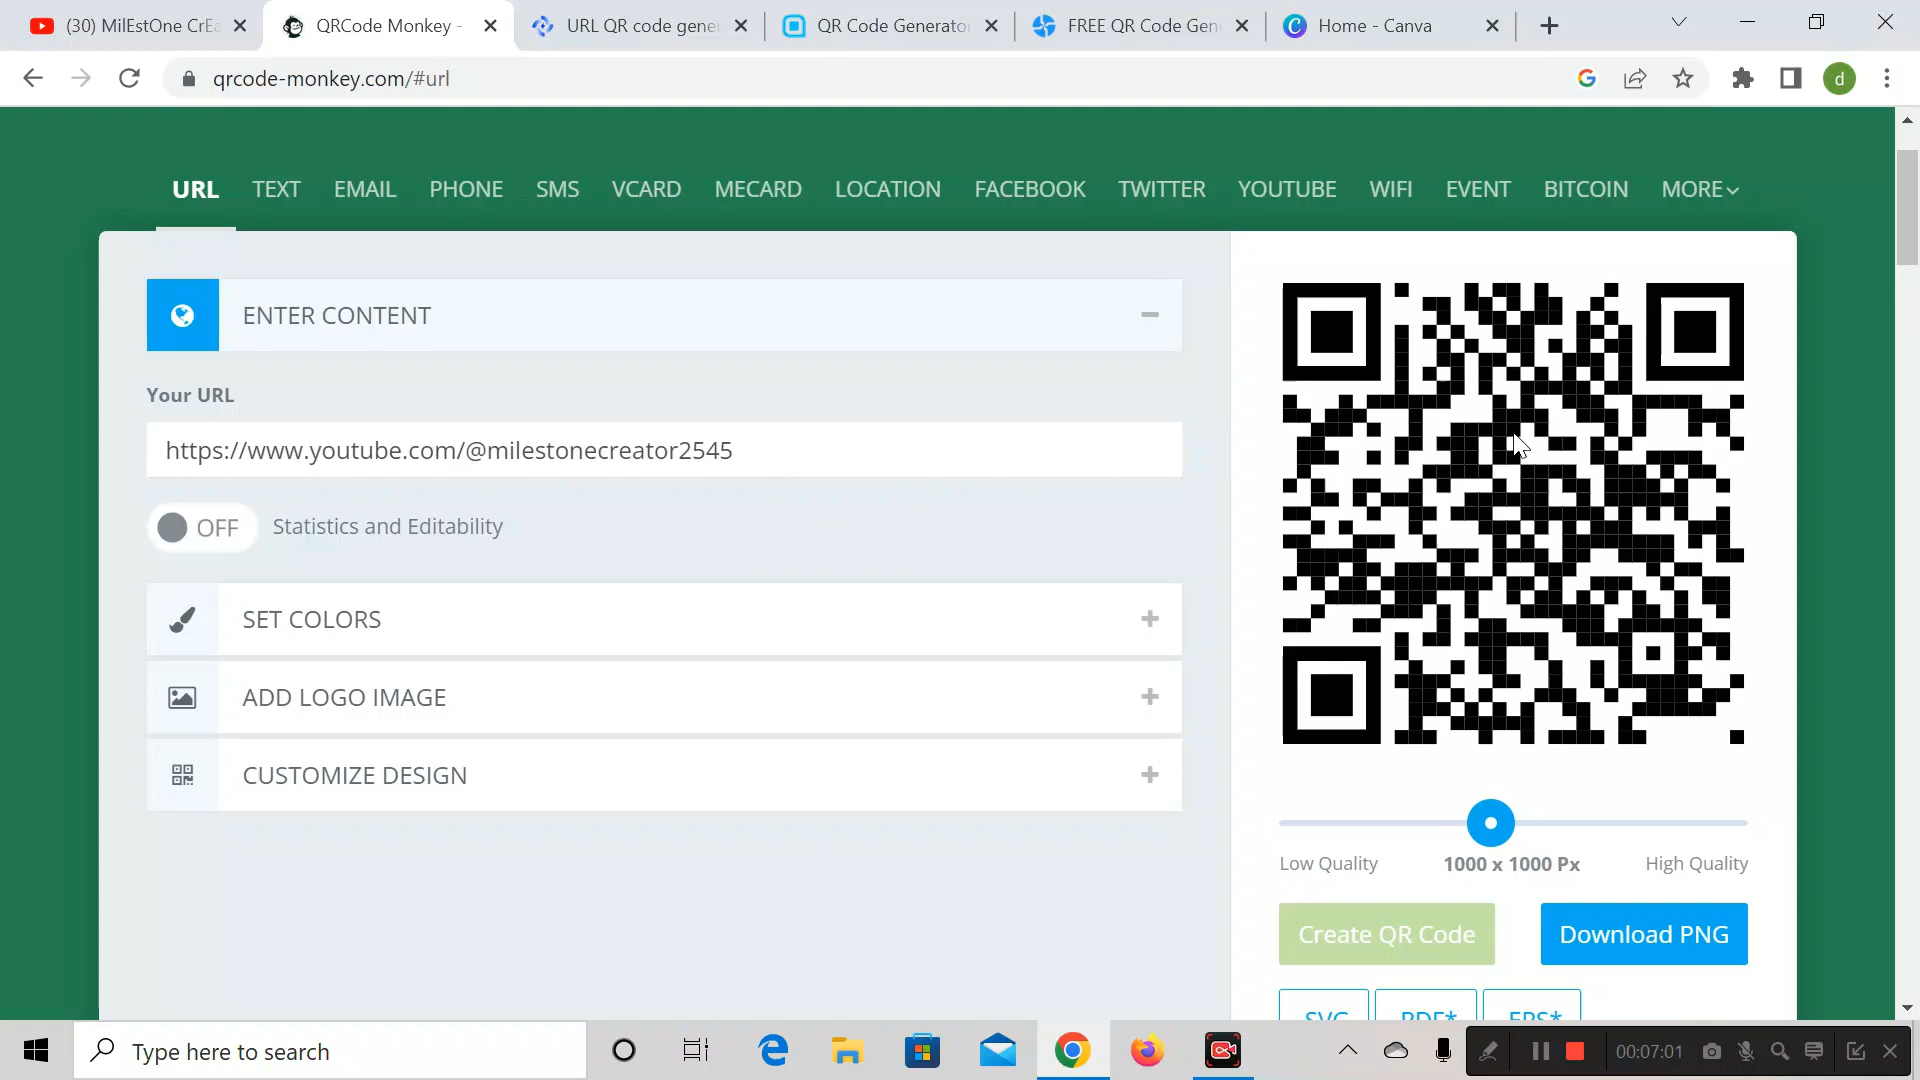 (30) MilEstOne CrEa
QRCode Monkey -
URL QR code gene
QR Code Generato
FREE QR Code Gen
Home - Canva
qrcode-monkey.com/#url
d
URL TEXT EMAIL PHONE SMS VCARD MECARD LOCATION FACEBOOK TWITTER YOUTUBE WIFI EVENT BITCOIN MORE
ENTER CONTENT
Your URL
https://www.youtube.com/@milestonecreator2545
OFF Statistics and Editability
SET COLORS
ADD LOGO IMAGE
CUSTOMIZE DESIGN
Low Quality 1000 x 1000 Px High Quality
Create QR Code Download PNG
SVG PDF* EPS*
Type here to search
00:07:01